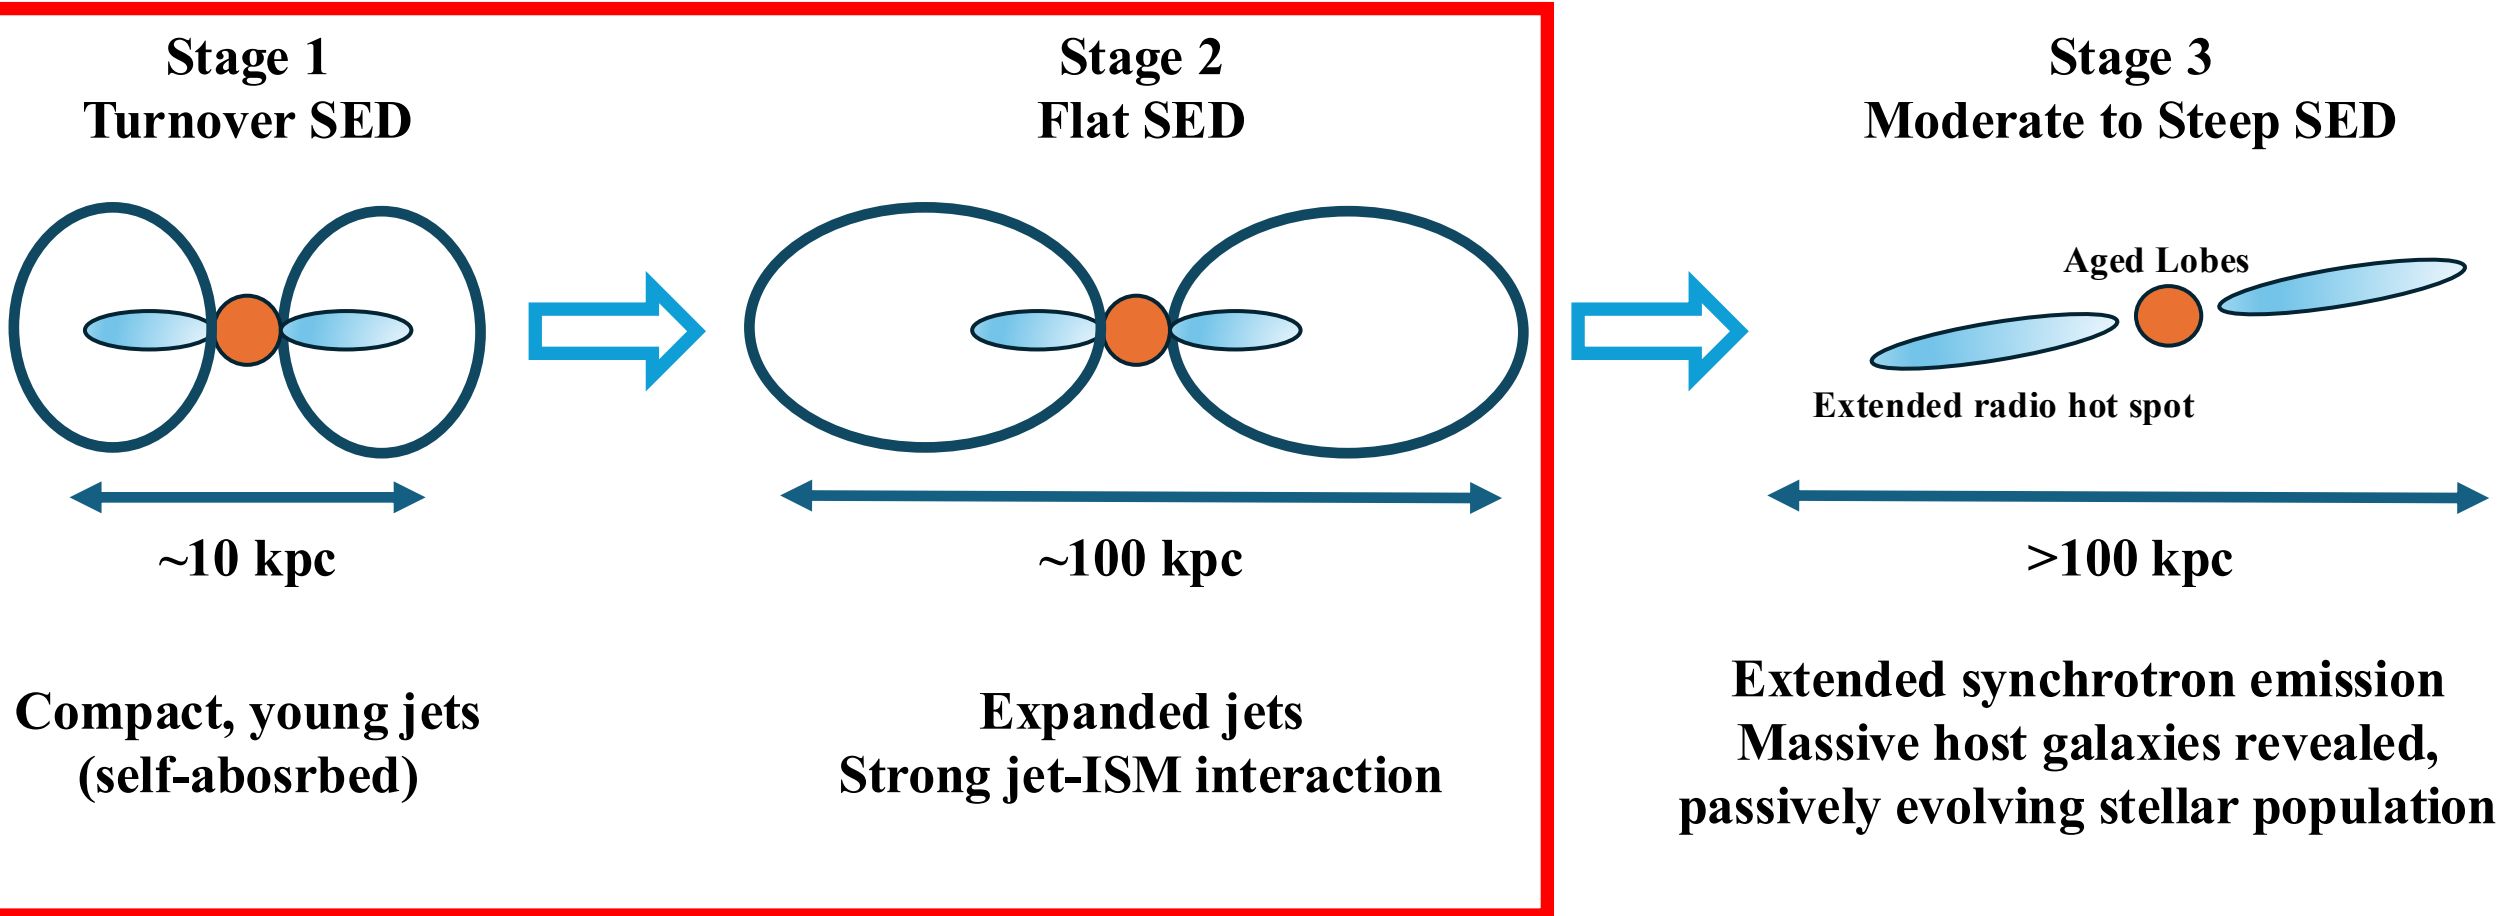 Stage 1
Turnover SED
~10 kpc
Compact, young jets
(self-abosrbed)
Stage 2
Flat SED
~100 kpc
Expanded jets
Strong jet-ISM interaction
Stage 3
Moderate to Steep SED
Aged Lobes
Extended radio hot spot
>100 kpc
Extended synchrotron emission
Massive host galaxies revealed,
passively evolving stellar population